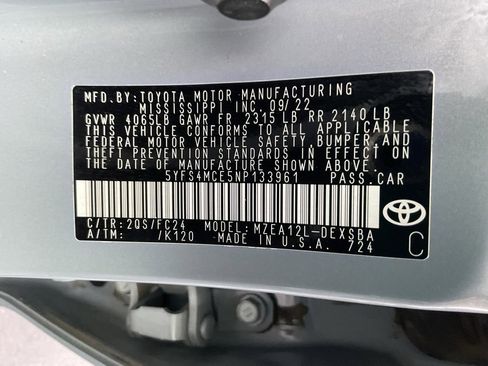 MFD. BY: TOYOTA MOTOR MANUFACTURING
MISSISSIPPI INC. 09/22
GVWR 4065LB GAWR FR 2315 LB RR 2140 LB
THIS VEHICLE CONFORMS TO ALL APPLICABLE
FEDERAL MOTOR VEHICLE SAFETY, BUMPER, AND
THEFT PREVENTION STANDARDS IN EFFECT ON
THE DATE OF MANUFACTURE SHOWN ABOVE.
5YFS4MCE5NP133961 PASS.CAR
C/TR: 2QS/FC24 MODEL: MZEA12L-DEXSBA
A/TM: /K120 MADE IN U.S.A. 724
C